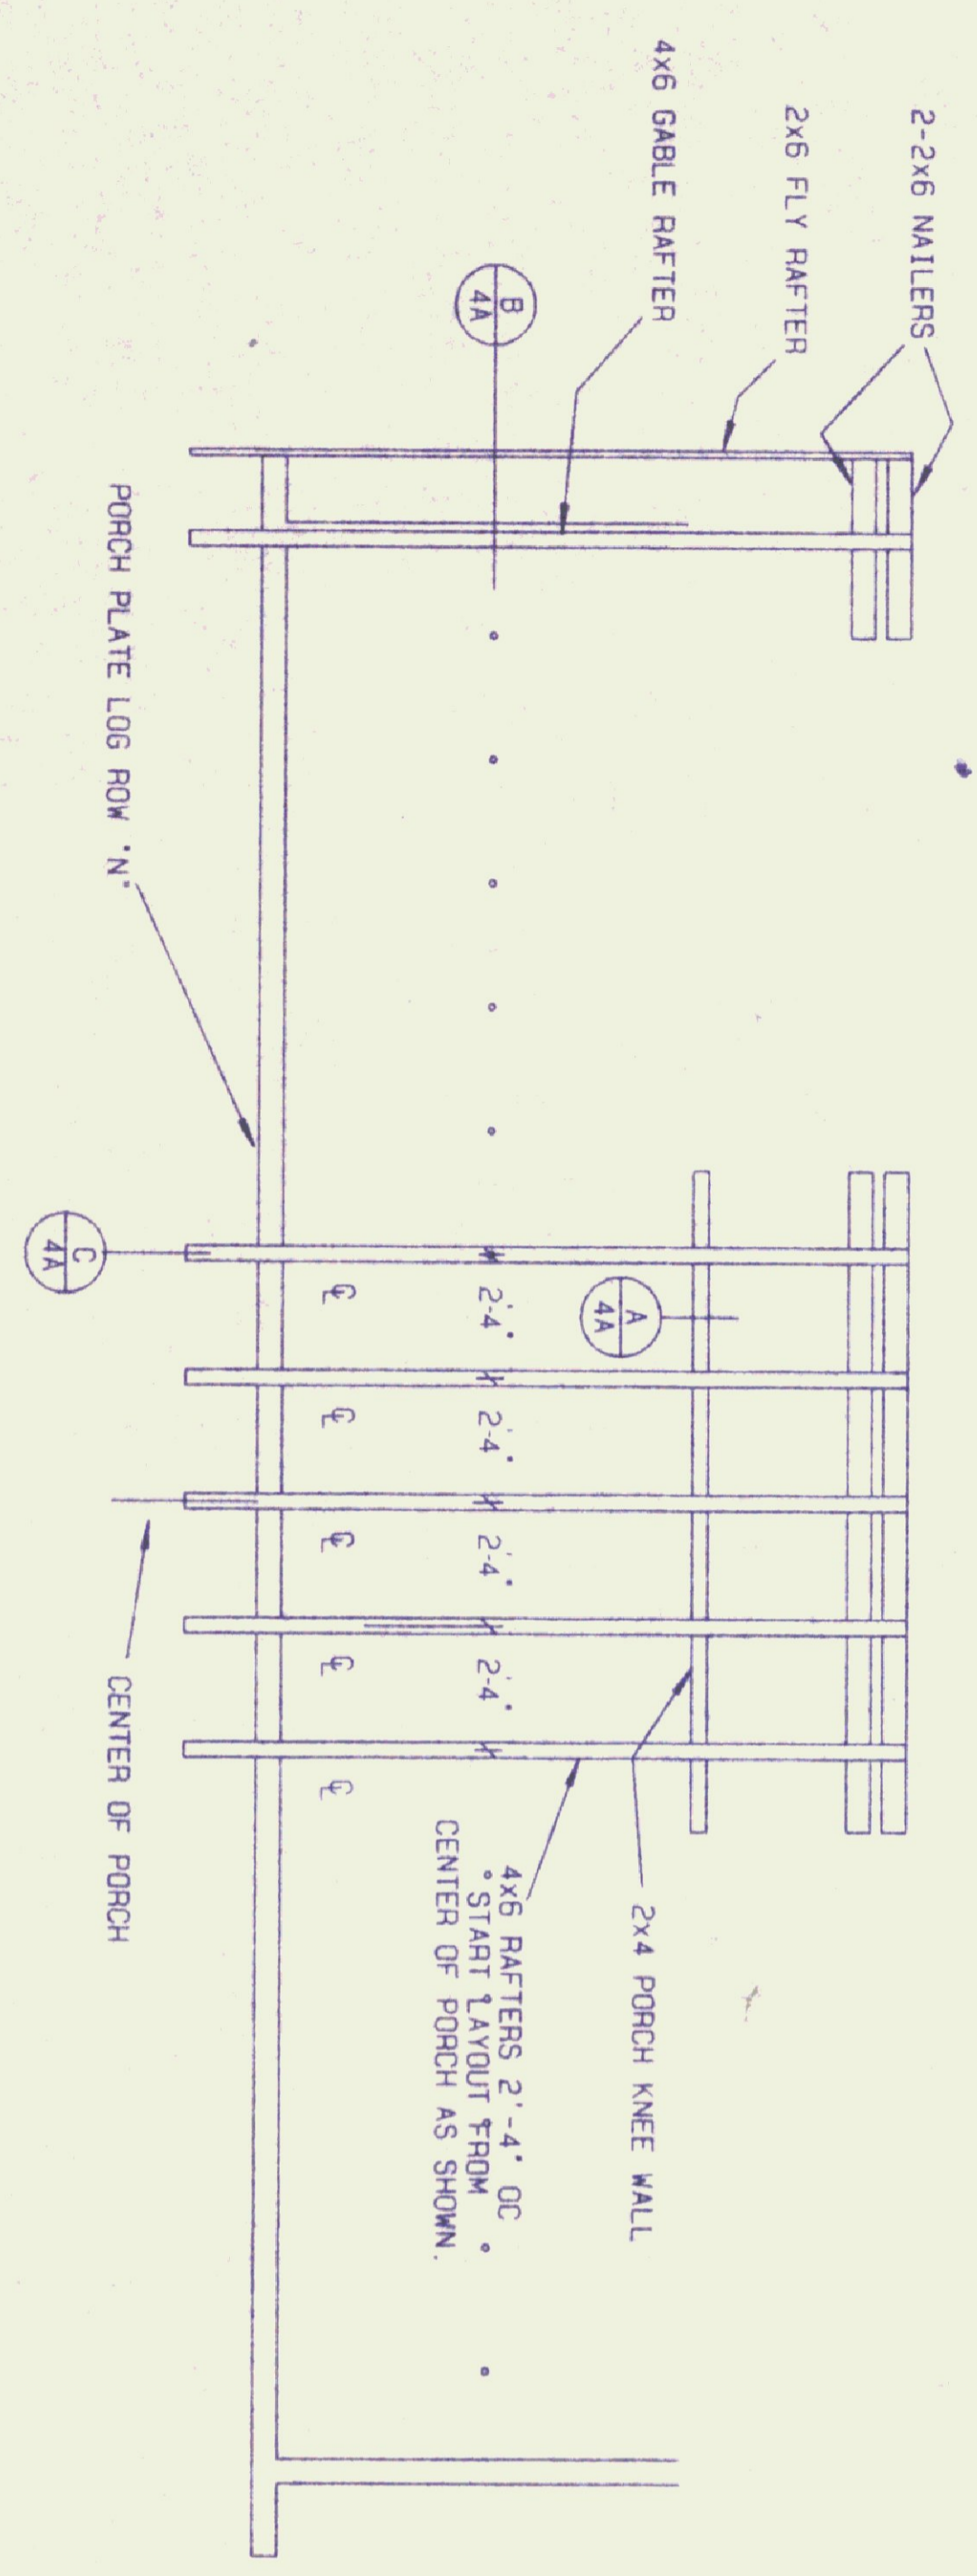 2-2x6 NAILERS
2x6 FLY RAFTER
4x6 GABLE RAFTER
B
4A
A
4A
2x4 PORCH KNEE WALL
2'-4"
2'-4"
2'-4"
2'-4"
4x6 RAFTERS 2'-4" OC
* START LAYOUT FROM
CENTER OF PORCH AS SHOWN.
℄
℄
℄
℄
℄
PORCH PLATE LOG ROW "N"
C
4A
CENTER OF PORCH